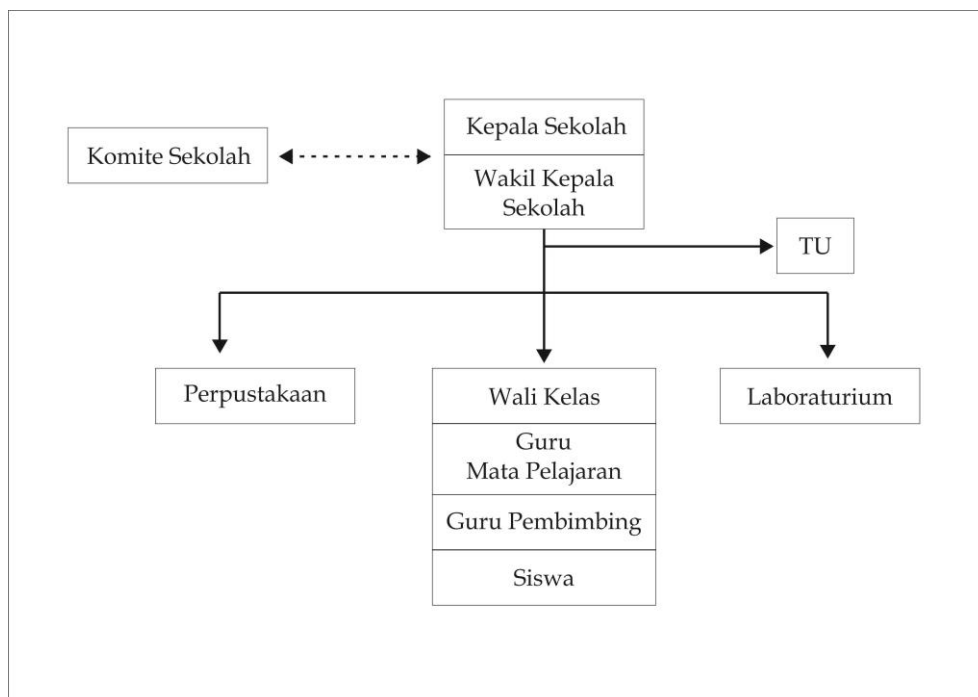 Kepala Sekolah
Komite Sekolah
Wakil Kepala
Sekolah
TU
Perpustakaan
Wali Kelas
Laboraturium
Guru
Mata Pelajaran
Guru Pembimbing
Siswa